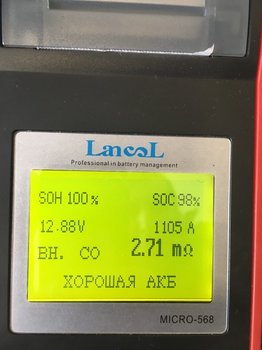 LancoL
Professional in battery management
SOH 100% SOC 98%
12.88V 1105 A
ВН. СО 2.71 mΩ
ХОРОШАЯ АКБ
MICRO-568